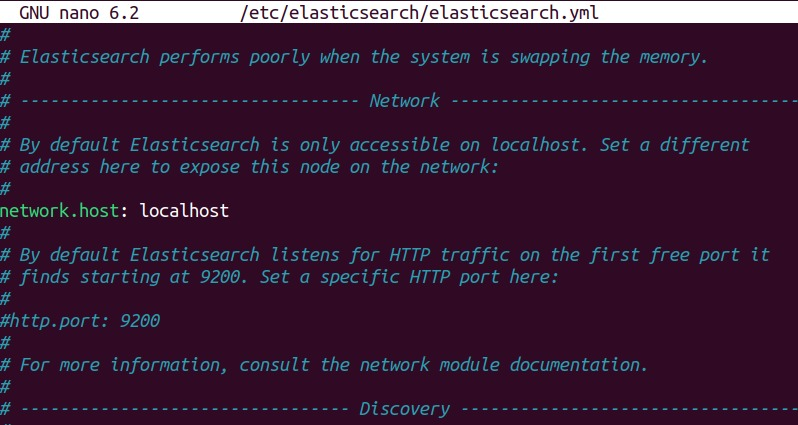 GNU nano 6.2 /etc/elasticsearch/elasticsearch.yml
#
# Elasticsearch performs poorly when the system is swapping the memory.
#
# ---------------------------------- Network -----------------------------------
#
# By default Elasticsearch is only accessible on localhost. Set a different
# address here to expose this node on the network:
#
network.host: localhost
#
# By default Elasticsearch listens for HTTP traffic on the first free port it
# finds starting at 9200. Set a specific HTTP port here:
#
#http.port: 9200
#
# For more information, consult the network module documentation.
#
# --------------------------------- Discovery ----------------------------------